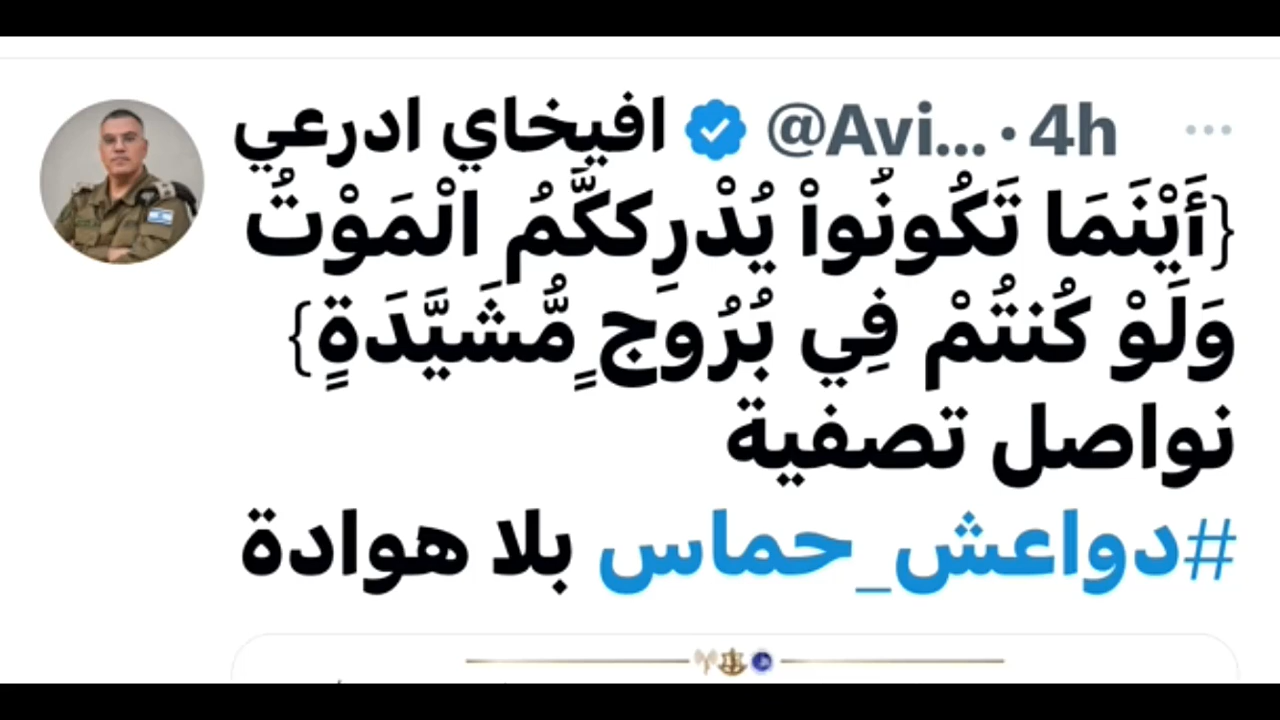 افيخاي ادرعي @Avi... · 4h
{أَيْنَمَا تَكُونُواْ يُدْرِككُّمُ الْمَوْتُ
وَلَوْ كُنتُمْ فِي بُرُوجٍ مُّشَيَّدَةٍ}
نواصل تصفية
#دواعش_حماس بلا هوادة